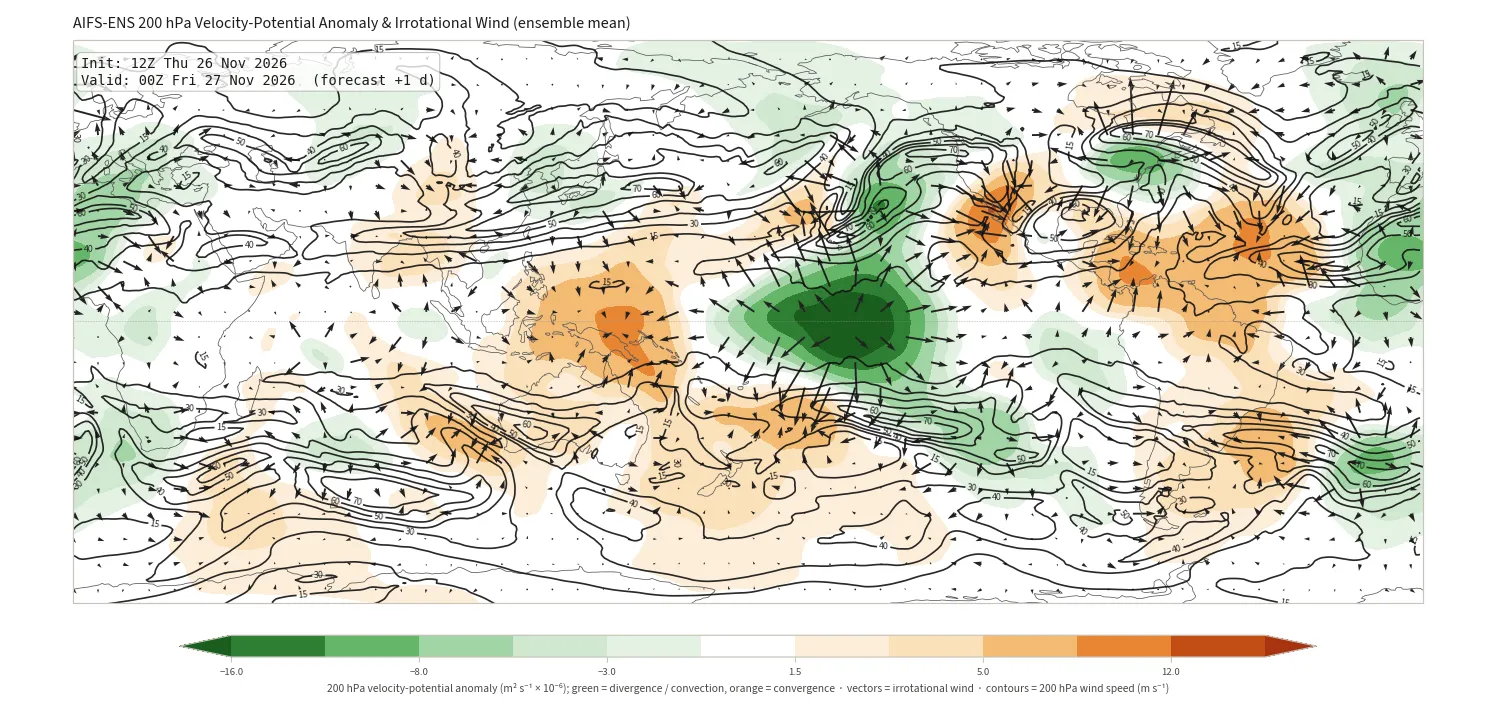 AIFS-ENS 200 hPa Velocity-Potential Anomaly & Irrotational Wind (ensemble mean)
Init: 12Z Thu 26 Nov 2026
Valid: 00Z Fri 27 Nov 2026 (forecast +1 d)
−16.0 −8.0 −3.0 1.5 5.0 12.0
200 hPa velocity-potential anomaly (m² s⁻¹ × 10⁻⁶); green = divergence / convection, orange = convergence · vectors = irrotational wind · contours = 200 hPa wind speed (m s⁻¹)